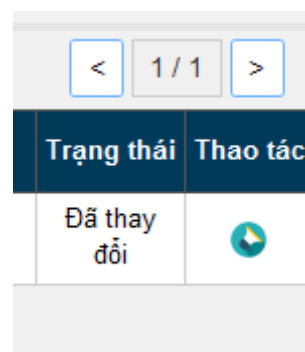 < 1 / 1 >
Trạng thái Thao tác
Đã thay
đổi